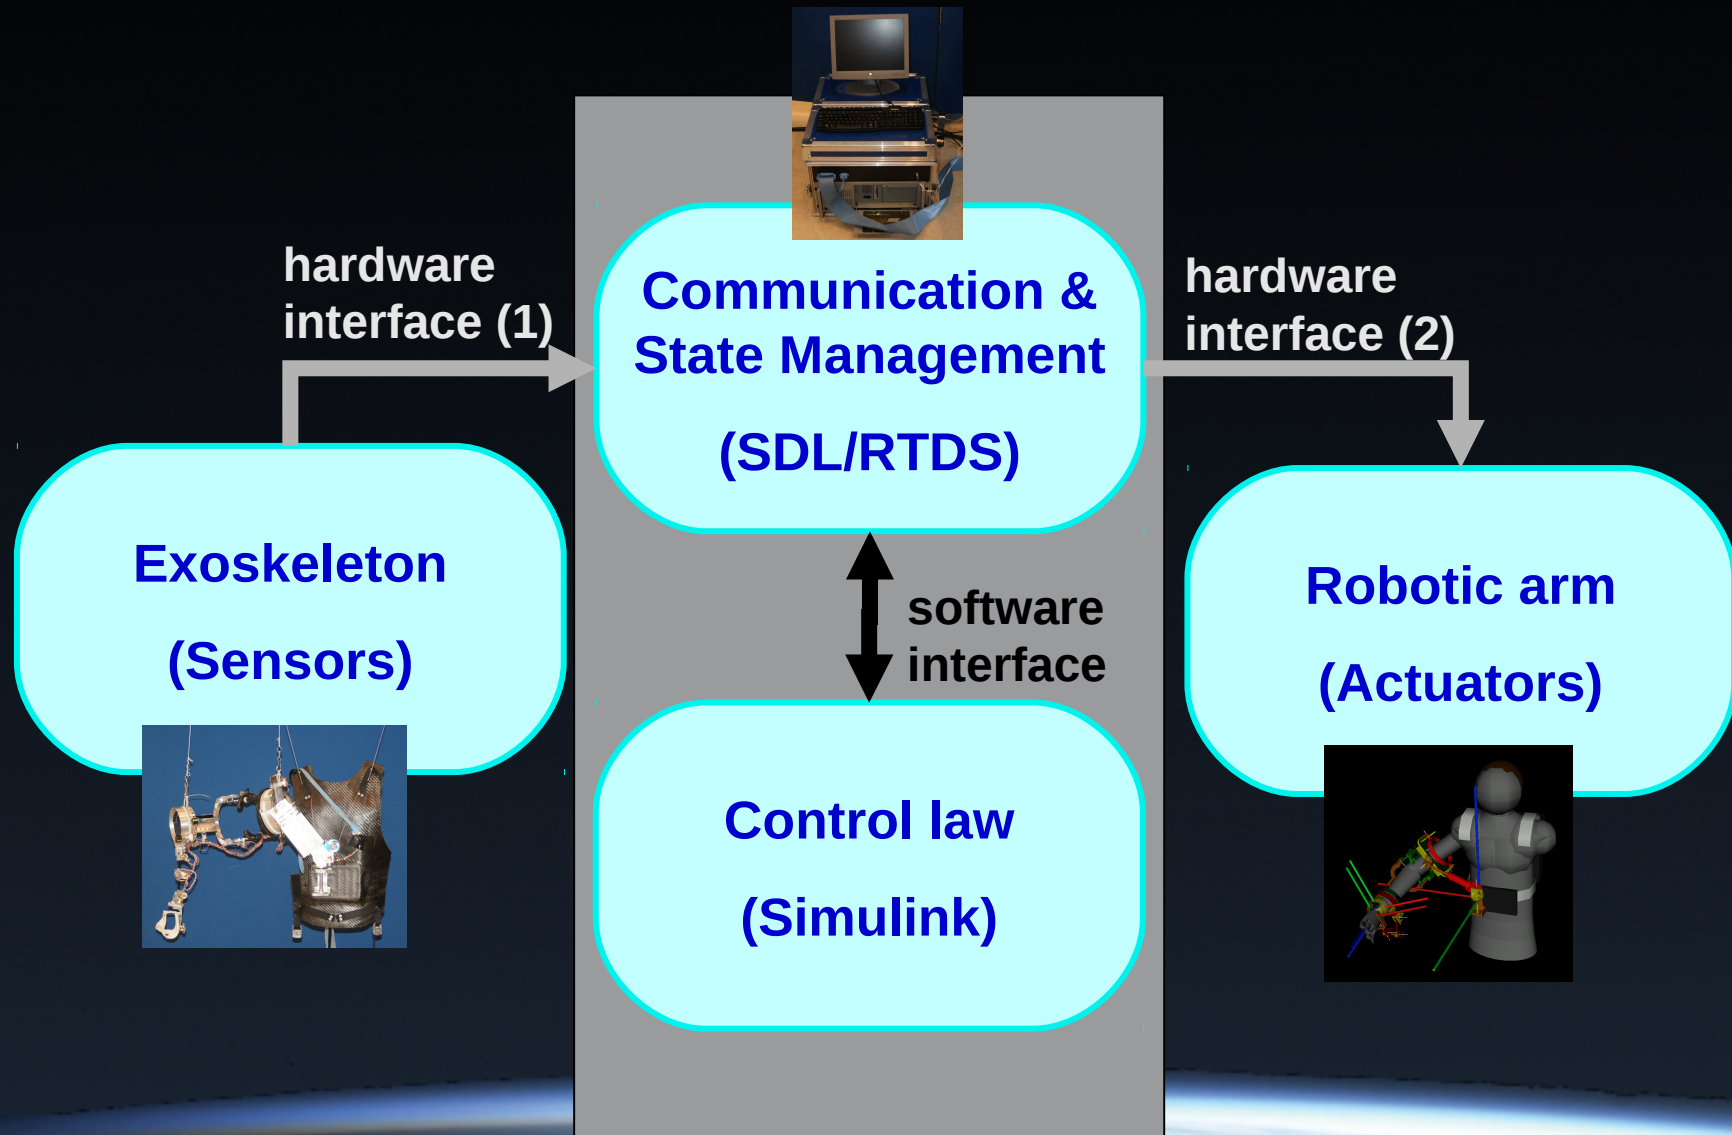 hardware
interface (1)
Communication &
State Management
(SDL/RTDS)
hardware
interface (2)
Exoskeleton
(Sensors)
software
interface
Robotic arm
(Actuators)
Control law
(Simulink)